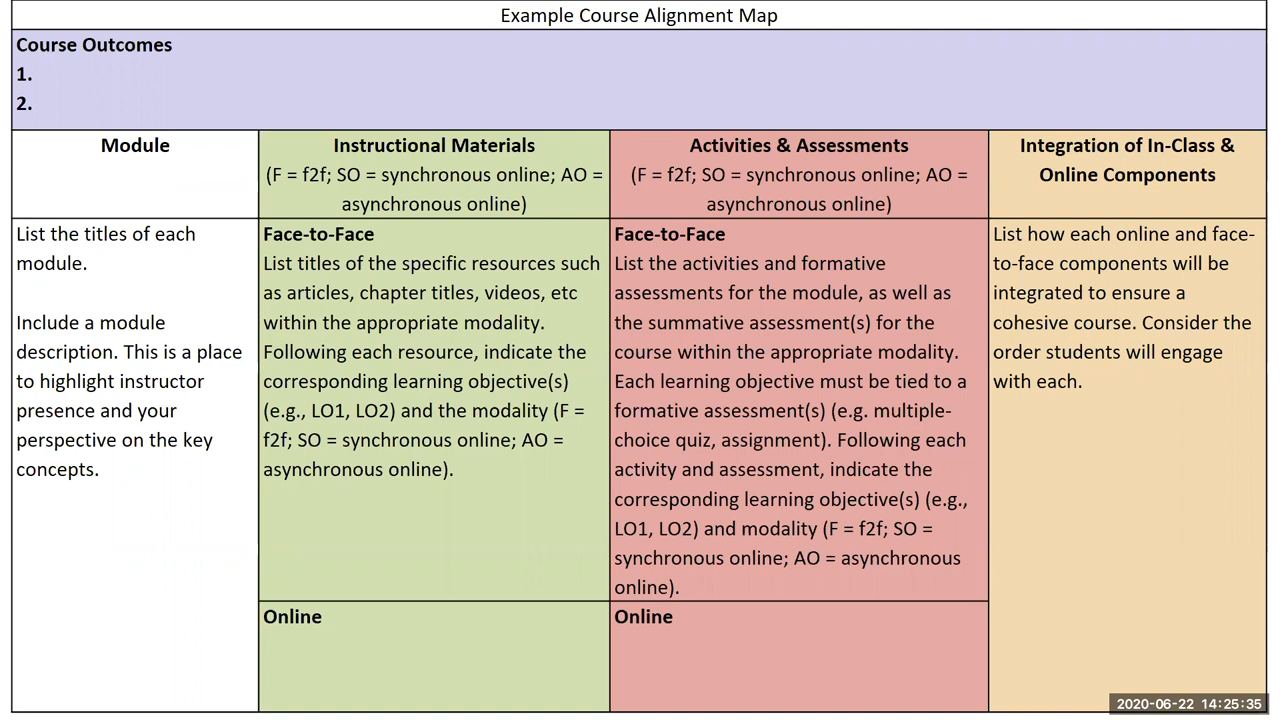 Example Course Alignment Map
Course Outcomes
1.
2.
Module
Instructional Materials
(F = f2f; SO = synchronous online; AO =
asynchronous online)
Activities & Assessments
(F = f2f; SO = synchronous online; AO =
asynchronous online)
Integration of In-Class &
Online Components
List the titles of each
module.
Include a module
description. This is a place
to highlight instructor
presence and your
perspective on the key
concepts.
Face-to-Face
List titles of the specific resources such
as articles, chapter titles, videos, etc
within the appropriate modality.
Following each resource, indicate the
corresponding learning objective(s)
(e.g., LO1, LO2) and the modality (F =
f2f; SO = synchronous online; AO =
asynchronous online).
Face-to-Face
List the activities and formative
assessments for the module, as well as
the summative assessment(s) for the
course within the appropriate modality.
Each learning objective must be tied to a
formative assessment(s) (e.g. multiple-
choice quiz, assignment). Following each
activity and assessment, indicate the
corresponding learning objective(s) (e.g.,
LO1, LO2) and modality (F = f2f; SO =
synchronous online; AO = asynchronous
online).
List how each online and face-
to-face components will be
integrated to ensure a
cohesive course. Consider the
order students will engage
with each.
Online
Online
2020-06-22 14:25:35